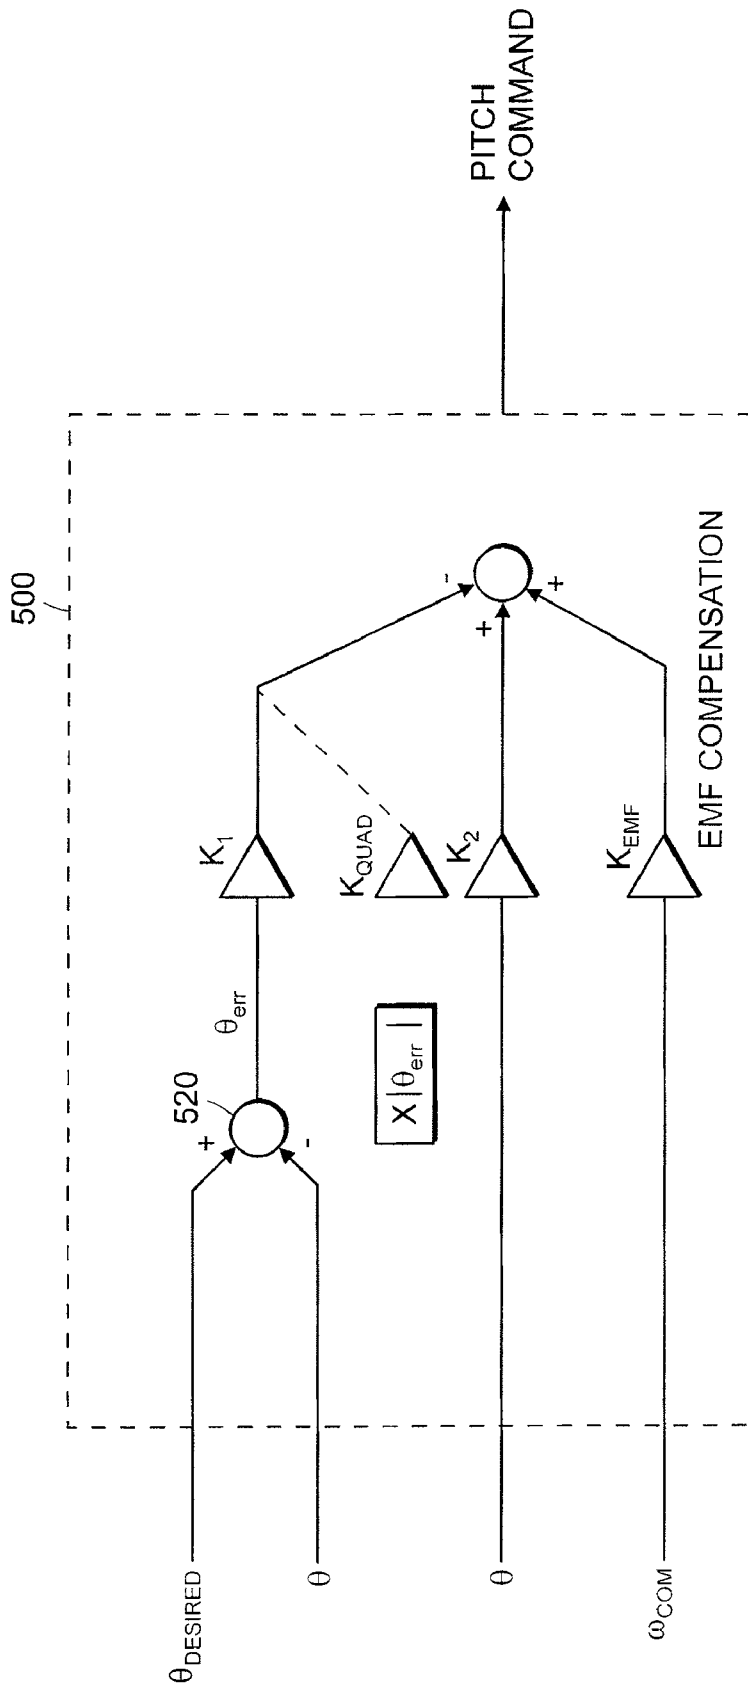 500
θDESIRED
θ
θ
ωCOM
+
-
520
θerr
X |θerr |
K1
KQUAD
K2
KEMF
-
+
+
EMF COMPENSATION
PITCH
COMMAND